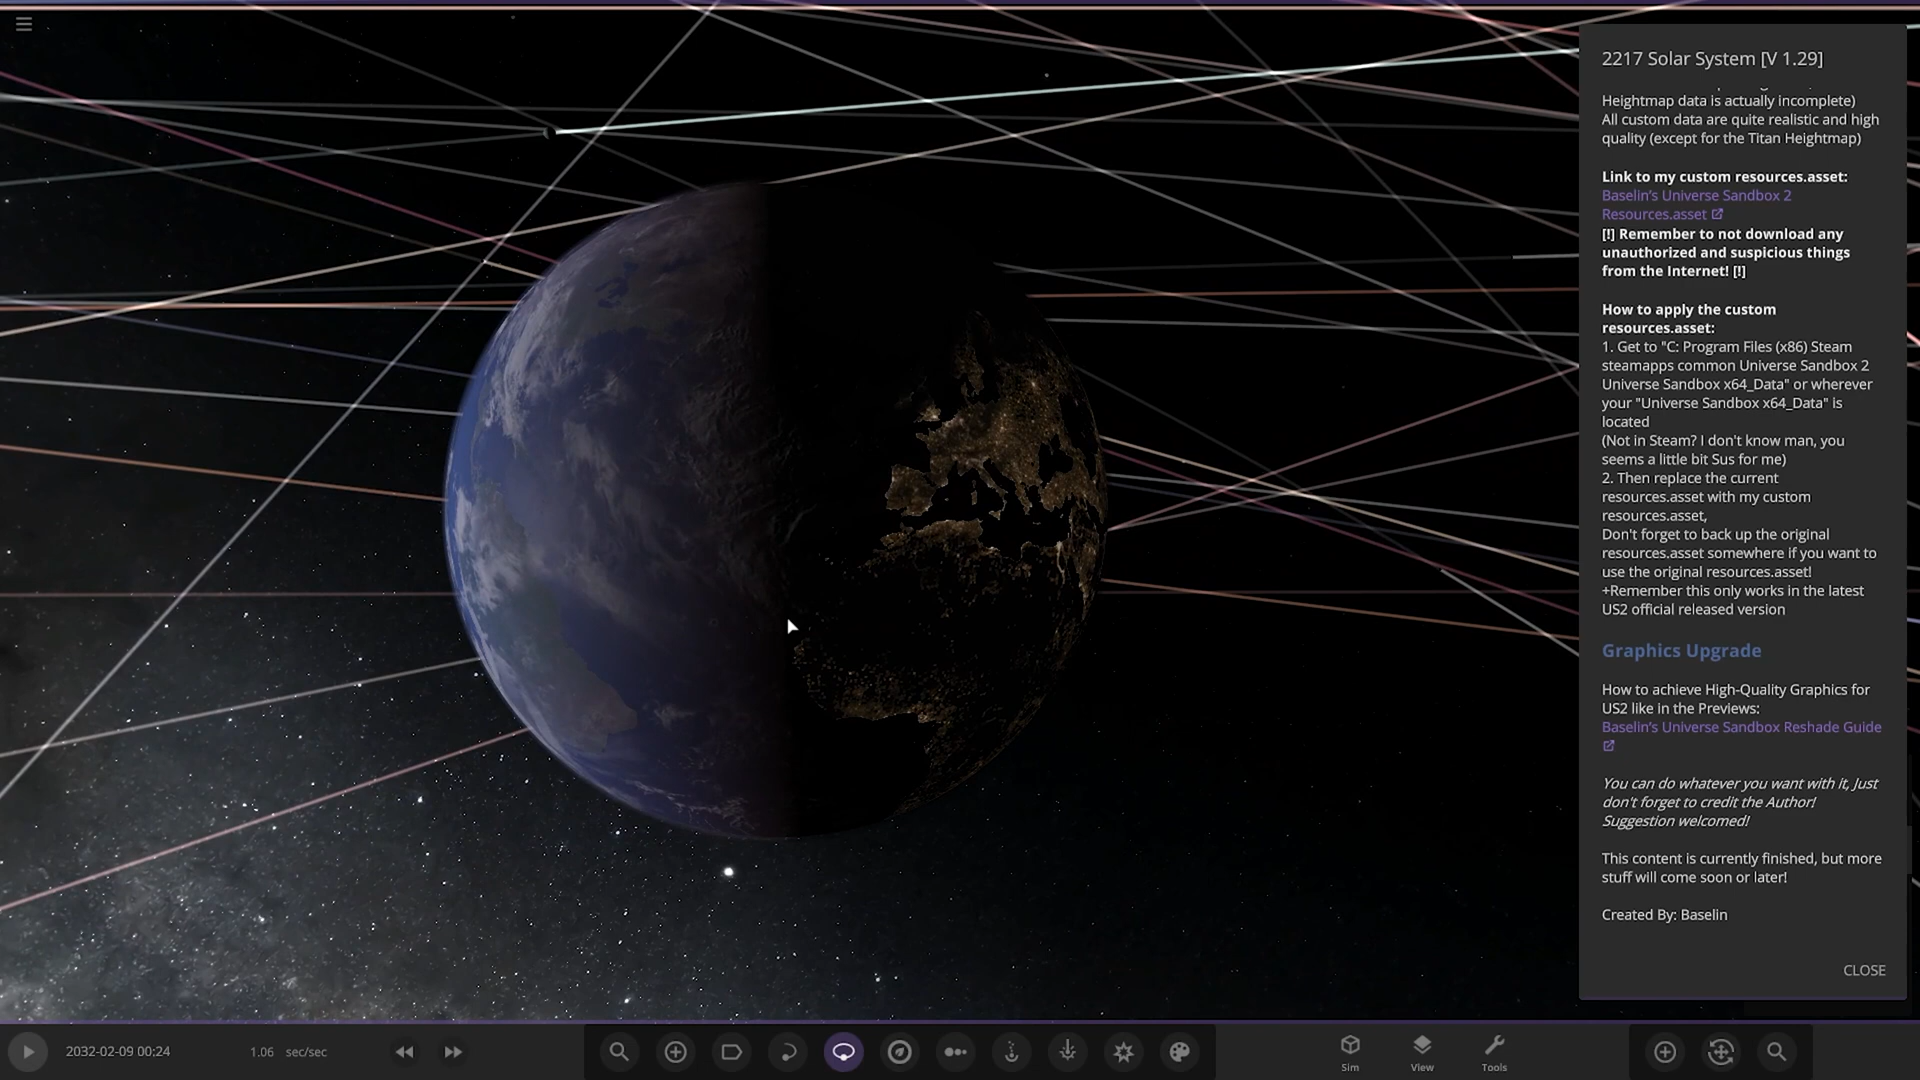 2217 Solar System [V 1.29]
Heightmap data is actually incomplete)
All custom data are quite realistic and high
quality (except for the Titan Heightmap)
Link to my custom resources.asset:
Baselin's Universe Sandbox 2
Resources.asset
[!] Remember to not download any
unauthorized and suspicious things
from the Internet! [!]
How to apply the custom
resources.asset:
1. Get to "C: Program Files (x86) Steam
steamapps common Universe Sandbox 2
Universe Sandbox x64_Data" or wherever
your "Universe Sandbox x64_Data" is
located
(Not in Steam? I don't know man, you
seems a little bit Sus for me)
2. Then replace the current
resources.asset with my custom
resources.asset,
Don't forget to back up the original
resources.asset somewhere if you want to
use the original resources.asset!
+Remember this only works in the latest
US2 official released version
Graphics Upgrade
How to achieve High-Quality Graphics for
US2 like in the Previews:
Baselin's Universe Sandbox Reshade Guide
You can do whatever you want with it, Just
don't forget to credit the Author!
Suggestion welcomed!
This content is currently finished, but more
stuff will come soon or later!
Created By: Baselin
CLOSE
2032-02-09 00:24
1.06 sec/sec
Sim
View
Tools